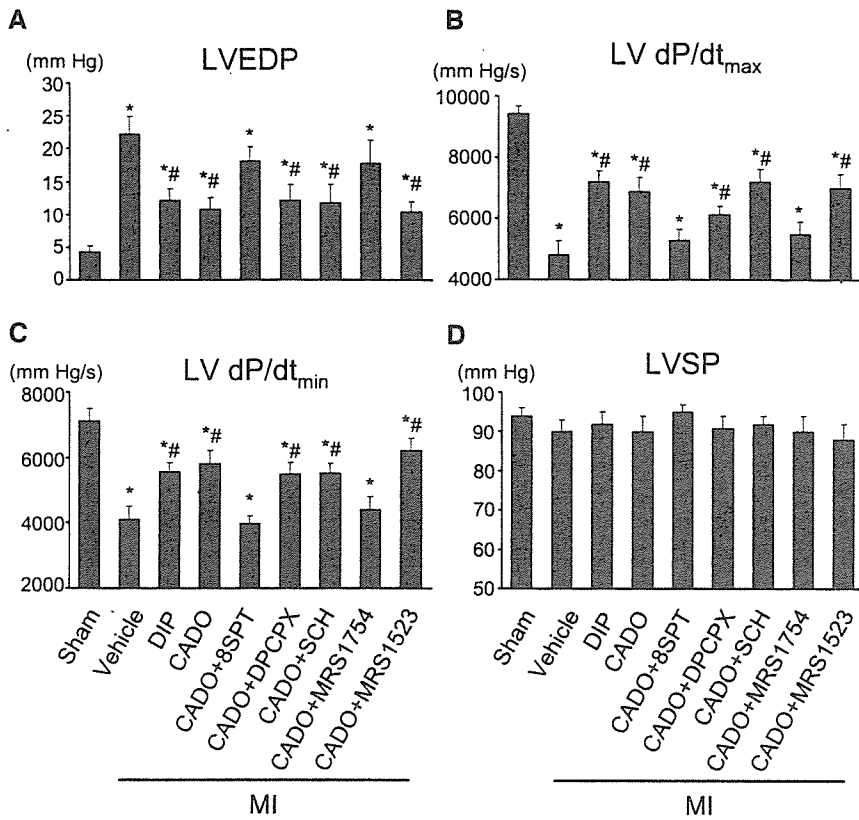 A
LVEDP
(mm Hg)
30
25
20
15
10
5
0
*
*#
*#
*
*#
*#
*
*#
B
LV dP/dtmax
(mm Hg/s)
10000
8000
6000
4000
*
*#
*#
*
*#
*#
*
*#
C
LV dP/dtmin
(mm Hg/s)
8000
6000
4000
2000
*
*#
*#
*
*#
*#
*
*#
Sham
Vehicle
DIP
CADO
CADO+8SPT
CADO+DPCPX
CADO+SCH
CADO+MRS1754
CADO+MRS1523
MI
D
LVSP
(mm Hg)
100
90
80
70
60
50
Sham
Vehicle
DIP
CADO
CADO+8SPT
CADO+DPCPX
CADO+SCH
CADO+MRS1754
CADO+MRS1523
MI